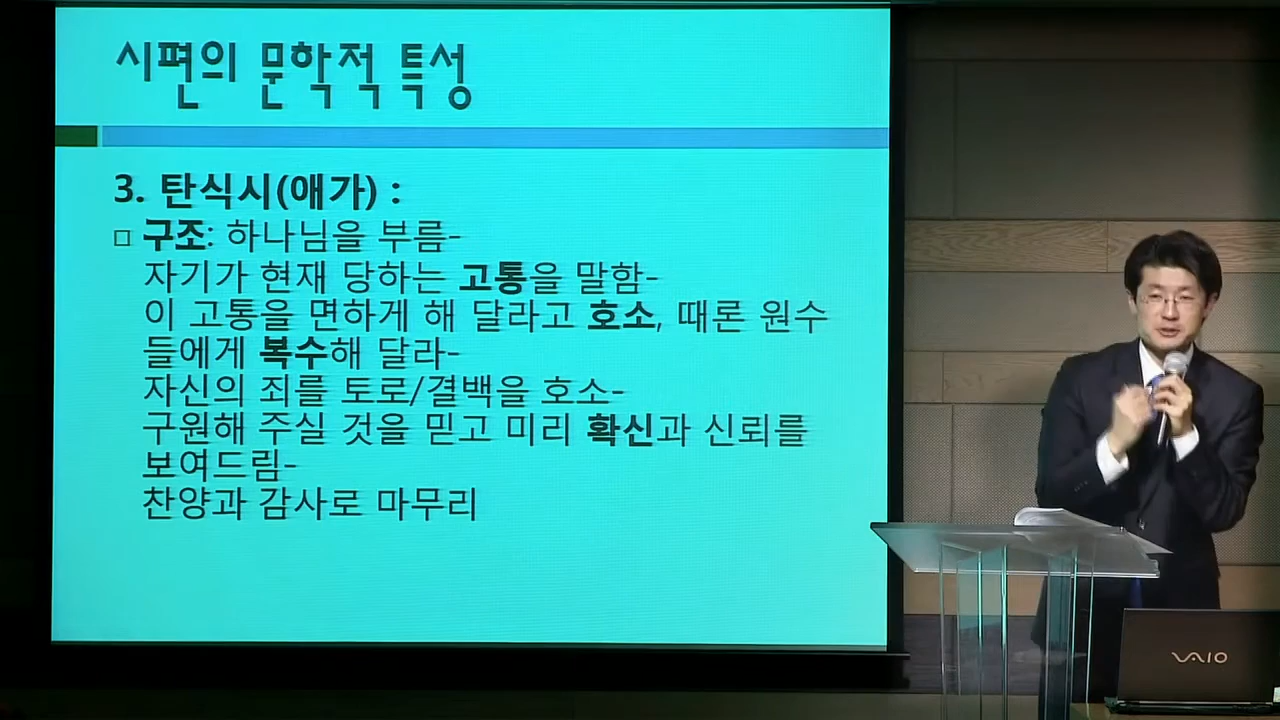 시편의 문학적 특성
3. 탄식시(애가) :
□ 구조: 하나님을 부름-
자기가 현재 당하는 고통을 말함-
이 고통을 면하게 해 달라고 호소, 때론 원수
들에게 복수해 달라-
자신의 죄를 토로/결백을 호소-
구원해 주실 것을 믿고 미리 확신과 신뢰를
보여드림-
찬양과 감사로 마무리
VAIO